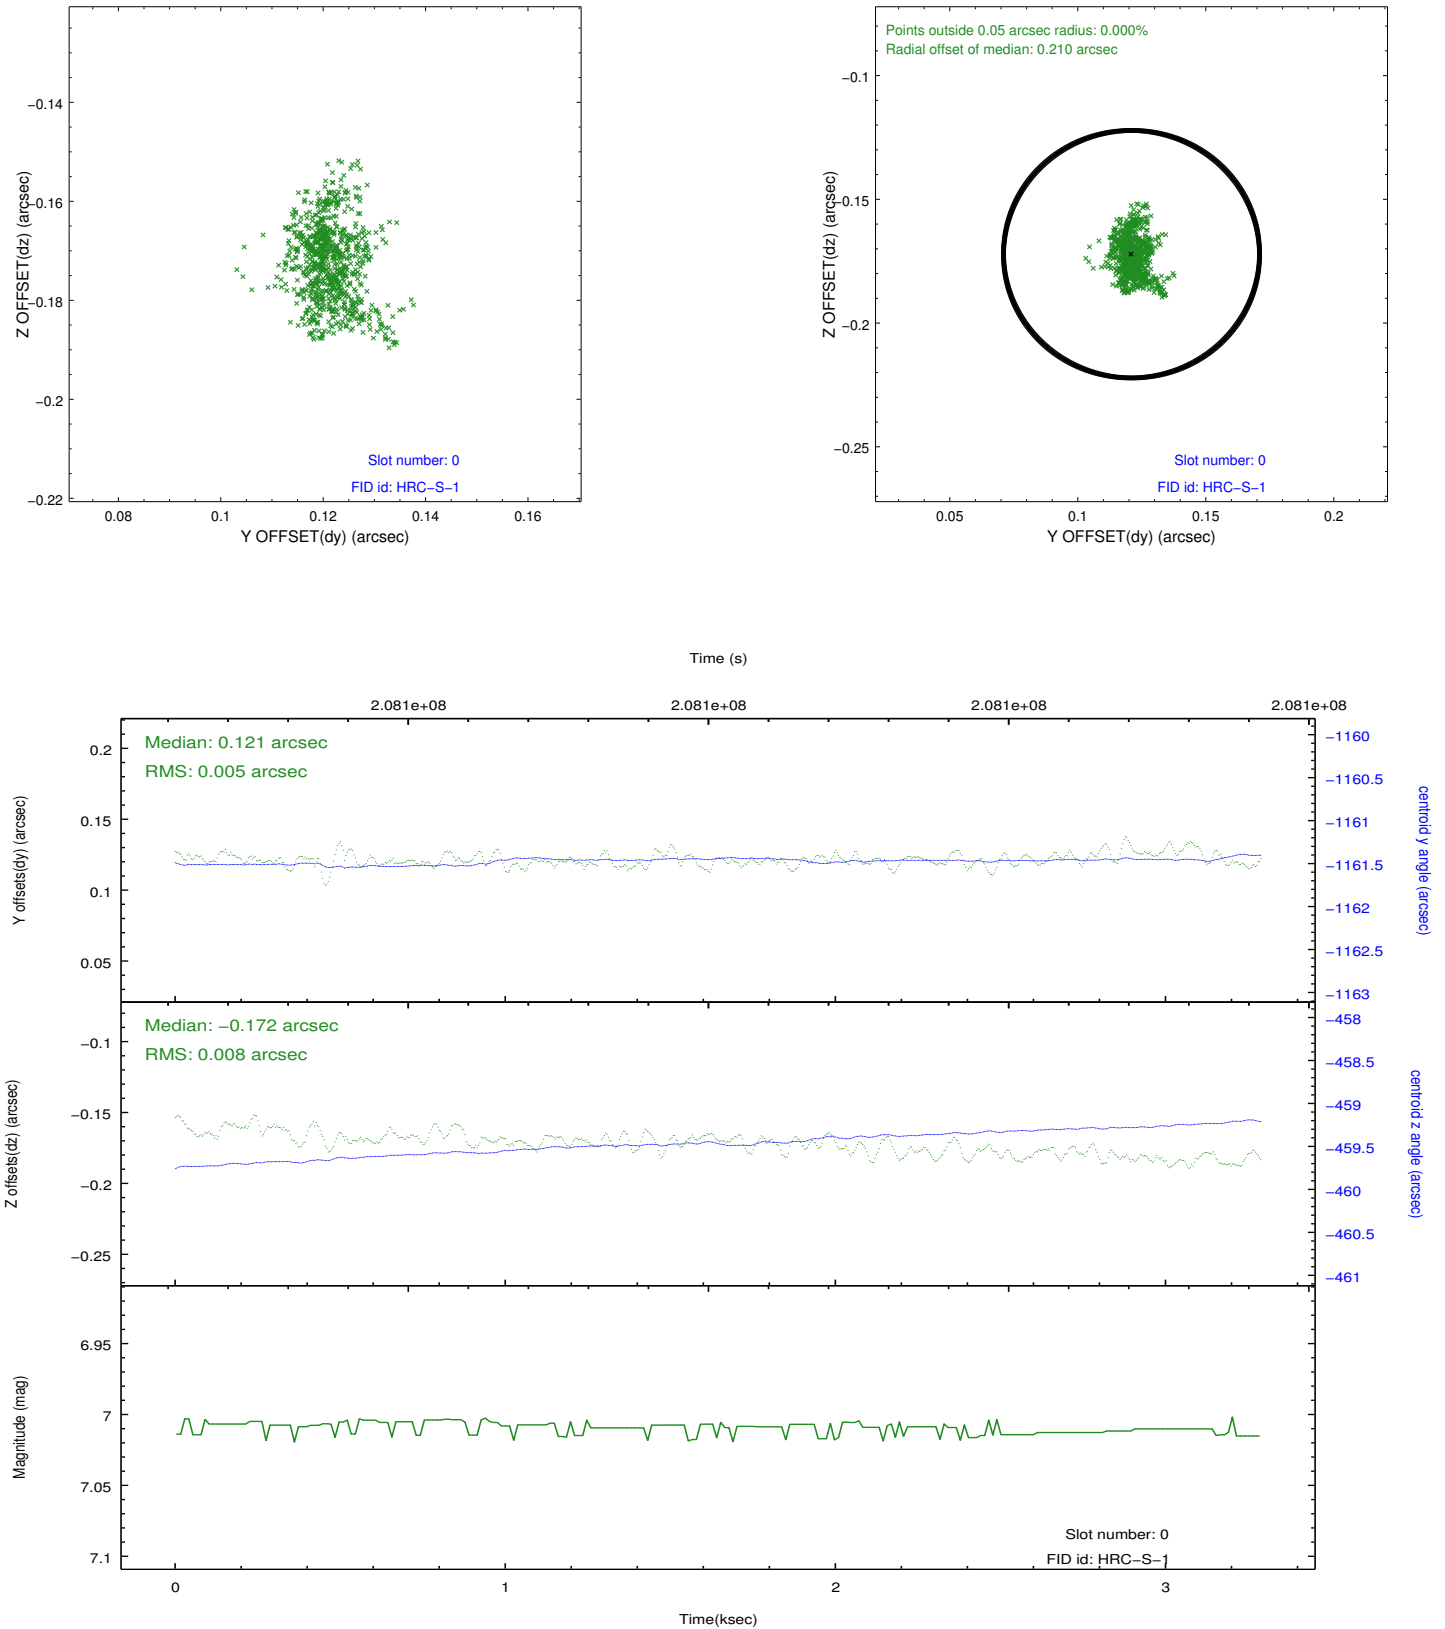 −0.14
−0.16
−0.18
−0.2
−0.22
Z OFFSET(dz) (arcsec)
0.08
0.1
0.12
0.14
0.16
Y OFFSET(dy) (arcsec)
Slot number: 0
FID id: HRC−S−1
Points outside 0.05 arcsec radius: 0.000%
Radial offset of median: 0.210 arcsec
−0.1
−0.15
−0.2
−0.25
Z OFFSET(dz) (arcsec)
0.05
0.1
0.15
0.2
Y OFFSET(dy) (arcsec)
Slot number: 0
FID id: HRC−S−1
Time (s)
2.081e+08
2.081e+08
2.081e+08
2.081e+08
Median: 0.121 arcsec
RMS: 0.005 arcsec
0.2
0.15
0.1
0.05
Y offsets(dy) (arcsec)
−1160
−1160.5
−1161
−1161.5
−1162
−1162.5
−1163
centroid y angle (arcsec)
Median: −0.172 arcsec
RMS: 0.008 arcsec
−0.1
−0.15
−0.2
−0.25
Z offsets(dz) (arcsec)
−458
−458.5
−459
−459.5
−460
−460.5
−461
centroid z angle (arcsec)
6.95
7
7.05
7.1
Magnitude (mag)
Slot number: 0
FID id: HRC−S−1
0
1
2
3
Time(ksec)